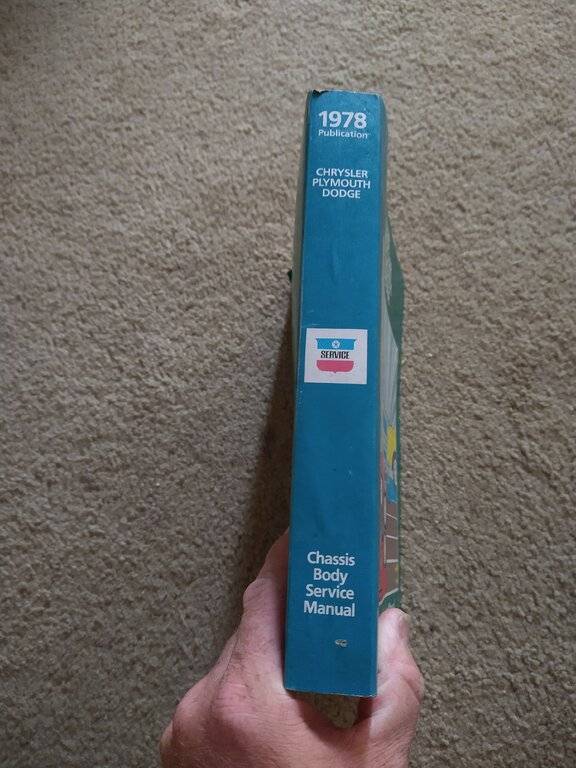 1978
Publication
CHRYSLER
PLYMOUTH
DODGE
SERVICE
Chassis
Body
Service
Manual